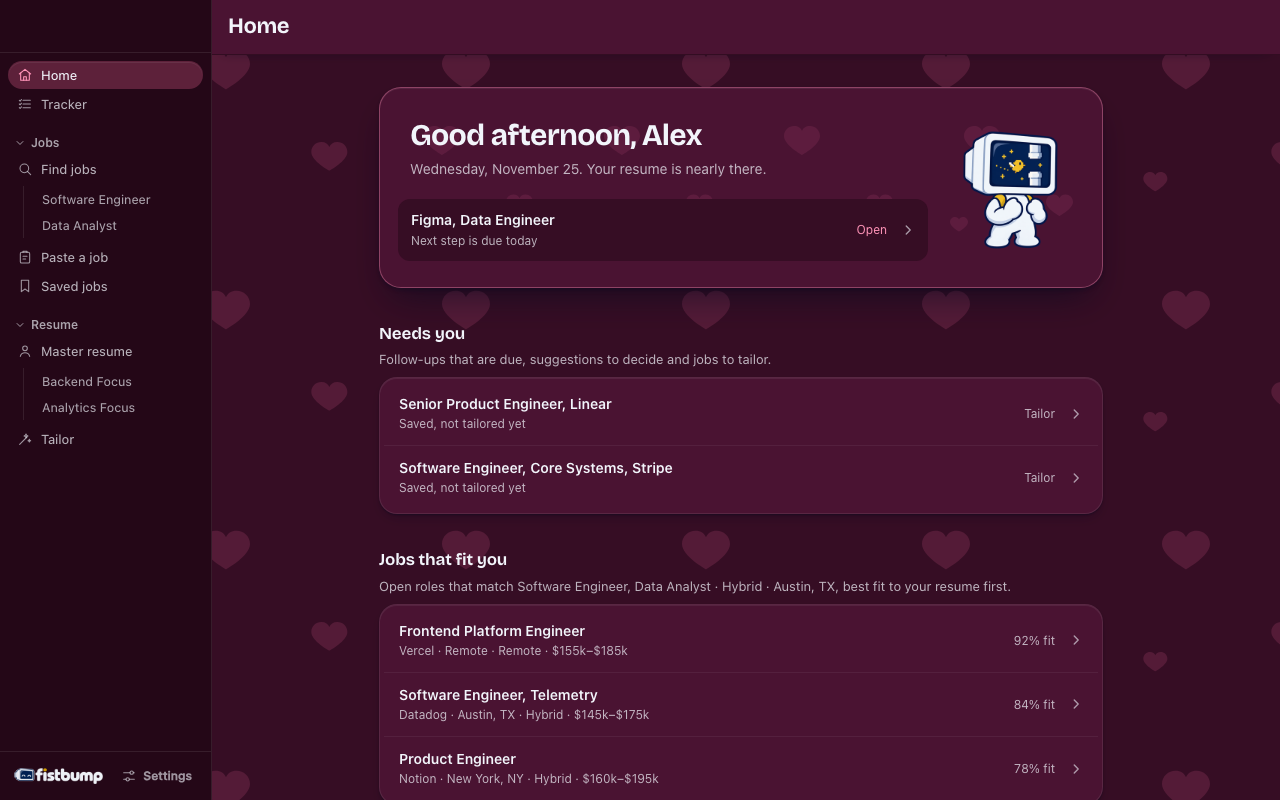 Home
Home
Tracker
Jobs
Find jobs
Software Engineer
Data Analyst
Paste a job
Saved jobs
Resume
Master resume
Backend Focus
Analytics Focus
Tailor
fistbump
Settings
Good afternoon, Alex
Wednesday, November 25. Your resume is nearly there.
Figma, Data Engineer
Next step is due today
Open
Needs you
Follow-ups that are due, suggestions to decide and jobs to tailor.
Senior Product Engineer, Linear
Saved, not tailored yet
Tailor
Software Engineer, Core Systems, Stripe
Saved, not tailored yet
Tailor
Jobs that fit you
Open roles that match Software Engineer, Data Analyst · Hybrid · Austin, TX, best fit to your resume first.
Frontend Platform Engineer
Vercel · Remote · Remote · $155k–$185k
92% fit
Software Engineer, Telemetry
Datadog · Austin, TX · Hybrid · $145k–$175k
84% fit
Product Engineer
Notion · New York, NY · Hybrid · $160k–$195k
78% fit